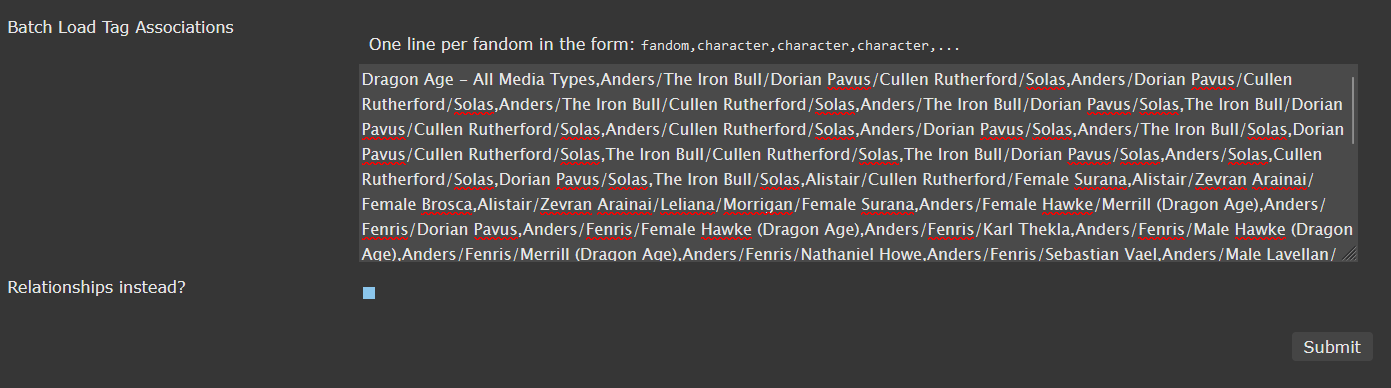 Batch Load Tag Associations
One line per fandom in the form: fandom,character,character,character,...
Dragon Age - All Media Types,Anders/The Iron Bull/Dorian Pavus/Cullen Rutherford/Solas,Anders/Dorian Pavus/Cullen
Rutherford/Solas,Anders/The Iron Bull/Cullen Rutherford/Solas,Anders/The Iron Bull/Dorian Pavus/Solas,The Iron Bull/Dorian
Pavus/Cullen Rutherford/Solas,Anders/Cullen Rutherford/Solas,Anders/Dorian Pavus/Solas,Anders/The Iron Bull/Solas,Dorian
Pavus/Cullen Rutherford/Solas,The Iron Bull/Cullen Rutherford/Solas,The Iron Bull/Dorian Pavus/Solas,Anders/Solas,Cullen
Rutherford/Solas,Dorian Pavus/Solas,The Iron Bull/Solas,Alistair/Cullen Rutherford/Female Surana,Alistair/Zevran Arainai/
Female Brosca,Alistair/Zevran Arainai/Leliana/Morrigan/Female Surana,Anders/Female Hawke/Merrill (Dragon Age),Anders/
Fenris/Dorian Pavus,Anders/Fenris/Female Hawke (Dragon Age),Anders/Fenris/Karl Thekla,Anders/Fenris/Male Hawke (Dragon
Age),Anders/Fenris/Merrill (Dragon Age),Anders/Fenris/Nathaniel Howe,Anders/Fenris/Sebastian Vael,Anders/Male Lavellan/
Relationships instead?
Submit